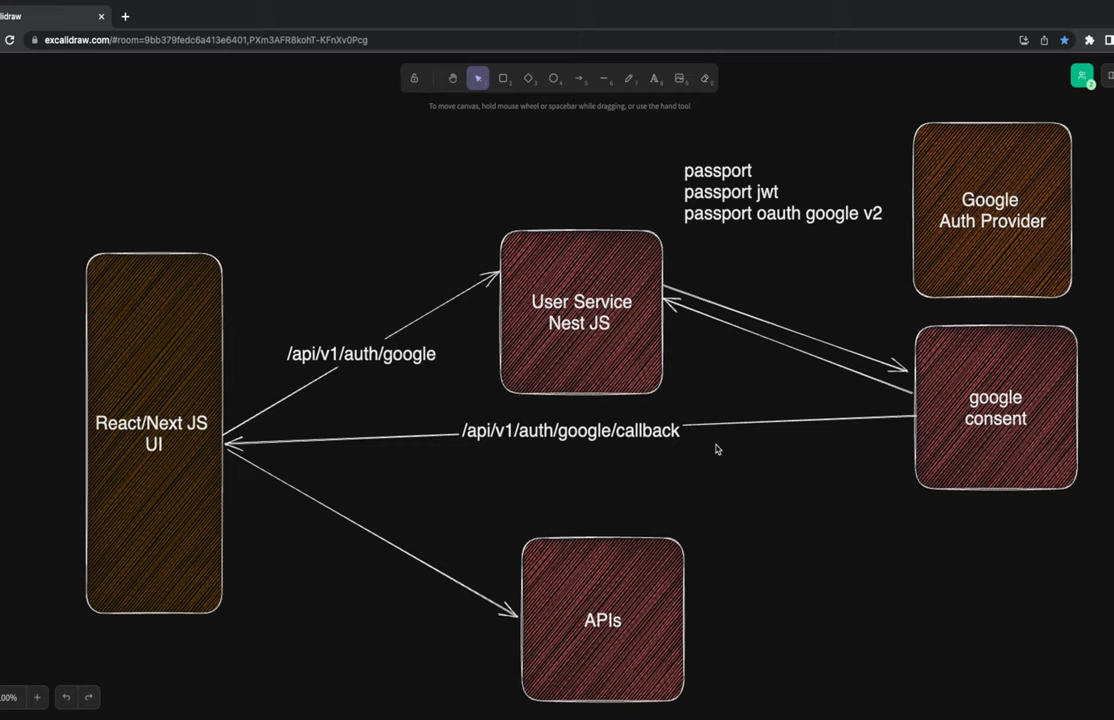 lidraw
excalidraw.com/#room=9bb379fedc6a413e6401,PXm3AFR8kohT-KFnXv0Pcg
To move canvas, hold mouse wheel or spacebar while dragging, or use the hand tool
passport
passport jwt
passport oauth google v2
Google
Auth Provider
User Service
Nest JS
/api/v1/auth/google
google
consent
React/Next JS
UI
/api/v1/auth/google/callback
APIs
.00%